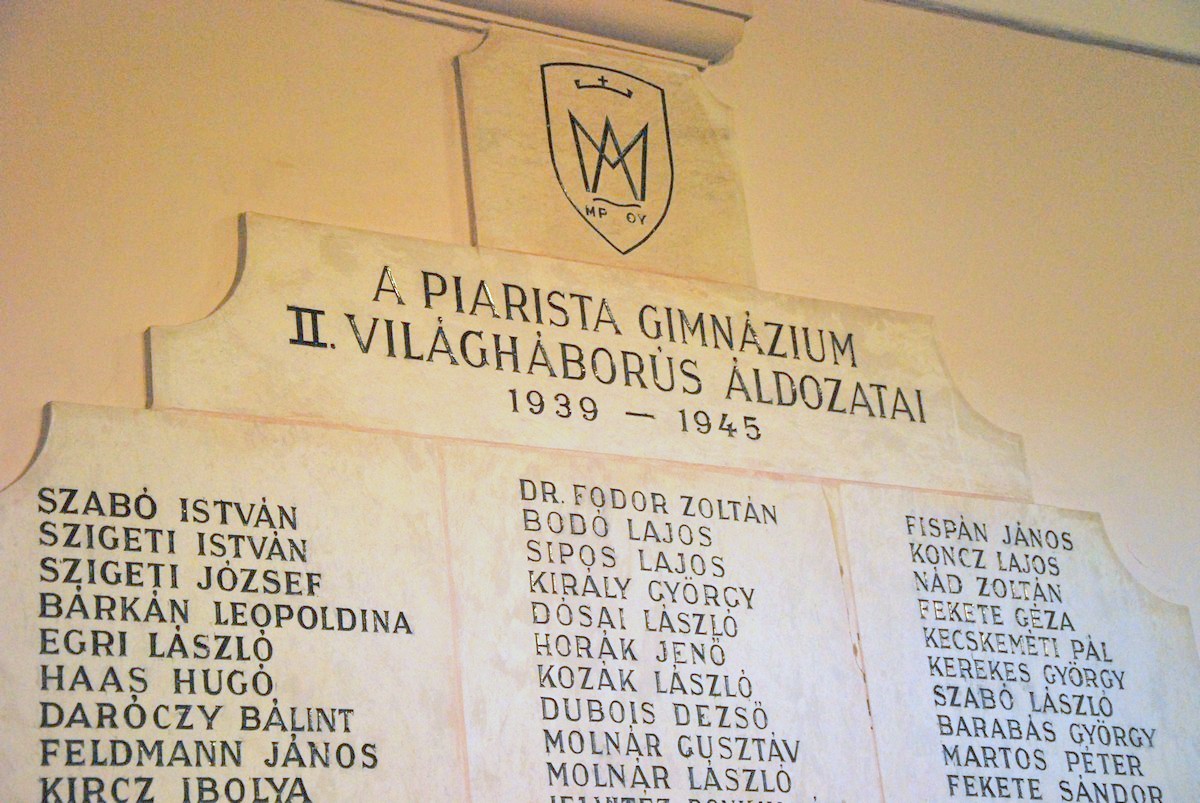 MP OY
A PIARISTA GIMNÁZIUM
II. VILÁGHÁBORÚS ÁLDOZATAI
1939 – 1945
SZABÓ ISTVÁN
SZIGETI ISTVÁN
SZIGETI JÓZSEF
BÁRKÁN LEOPOLDINA
EGRI LÁSZLÓ
HAAS HUGÓ
DARÓCZY BÁLINT
FELDMANN JÁNOS
KIRCZ IBOLYA
DR. FODOR ZOLTÁN
BODÓ LAJOS
SIPOS LAJOS
KIRÁLY GYÖRGY
DÓSAI LÁSZLÓ
HORÁK JENŐ
KOZÁK LÁSZLÓ
DUBOIS DEZSŐ
MOLNÁR GUSZTÁV
MOLNÁR LÁSZLÓ
FISPÁN JÁNOS
KONCZ LAJOS
NÁD ZOLTÁN
FEKETE GÉZA
KECSKEMÉTI PÁL
KEREKES GYÖRGY
SZABÓ LÁSZLÓ
BARABÁS GYÖRGY
MARTOS PÉTER
FEKETE SÁNDOR